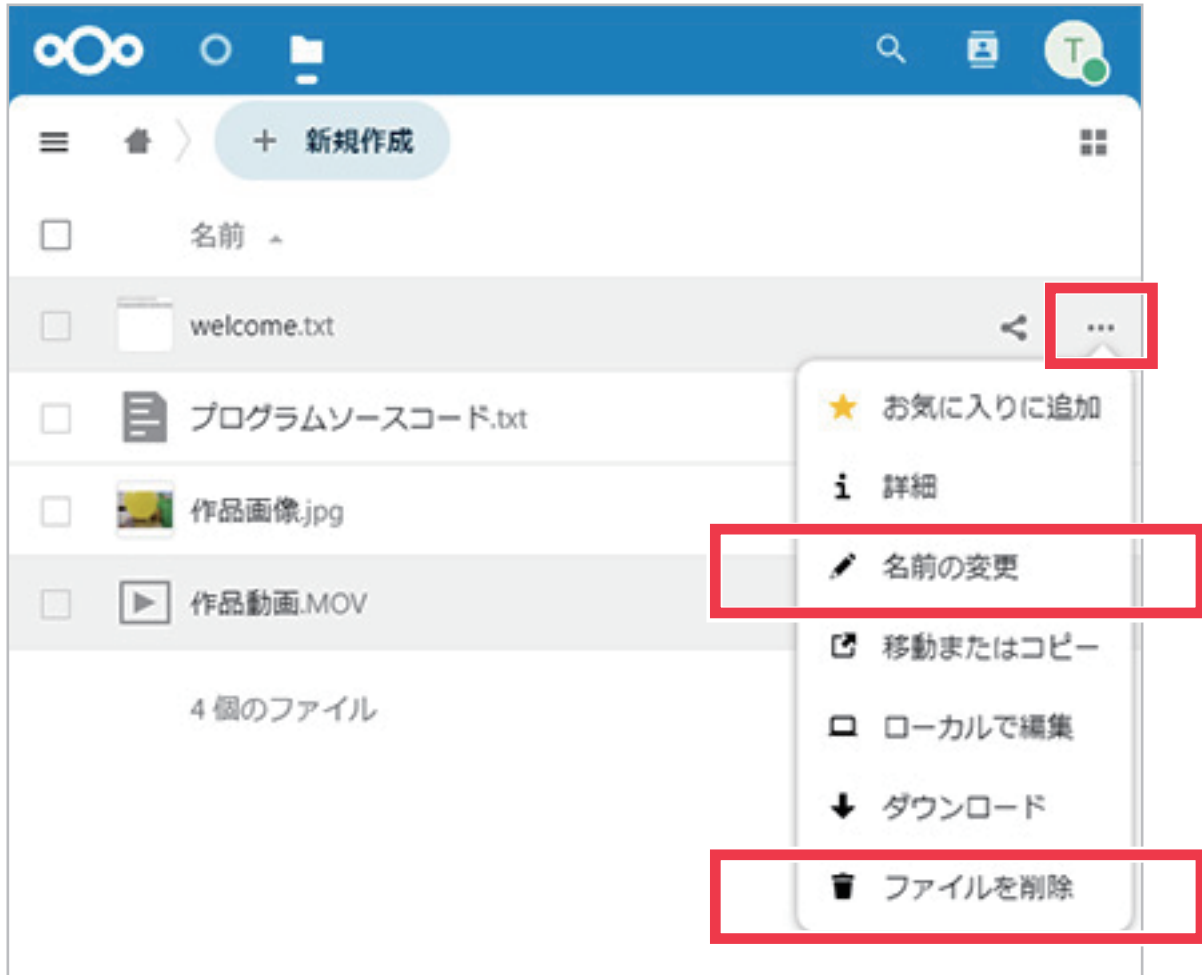 T
+ 新規作成
名前
welcome.txt
プログラムソースコード.txt
作品画像.jpg
作品動画.MOV
4 個のファイル
お気に入りに追加
詳細
名前の変更
移動またはコピー
ローカルで編集
ダウンロード
ファイルを削除